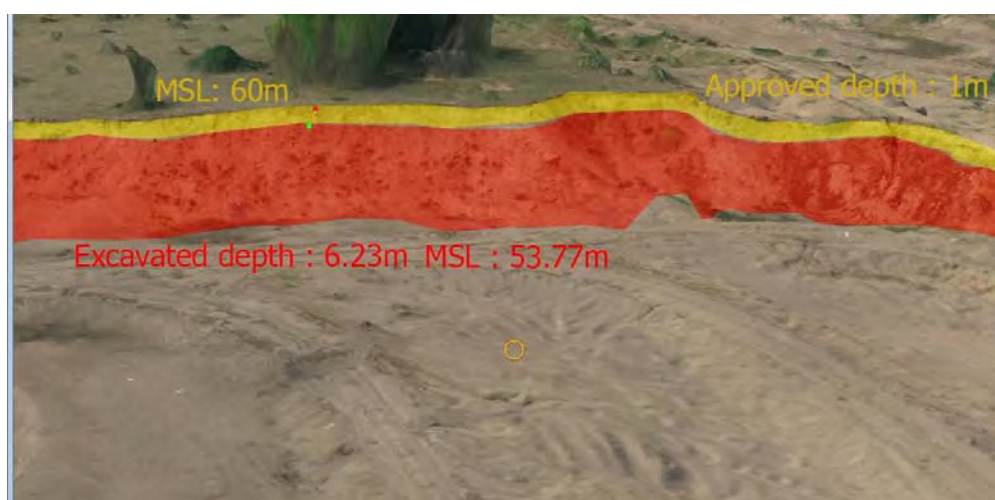 MSL: 60m
Approved depth : 1m
Excavated depth : 6.23m MSL : 53.77m